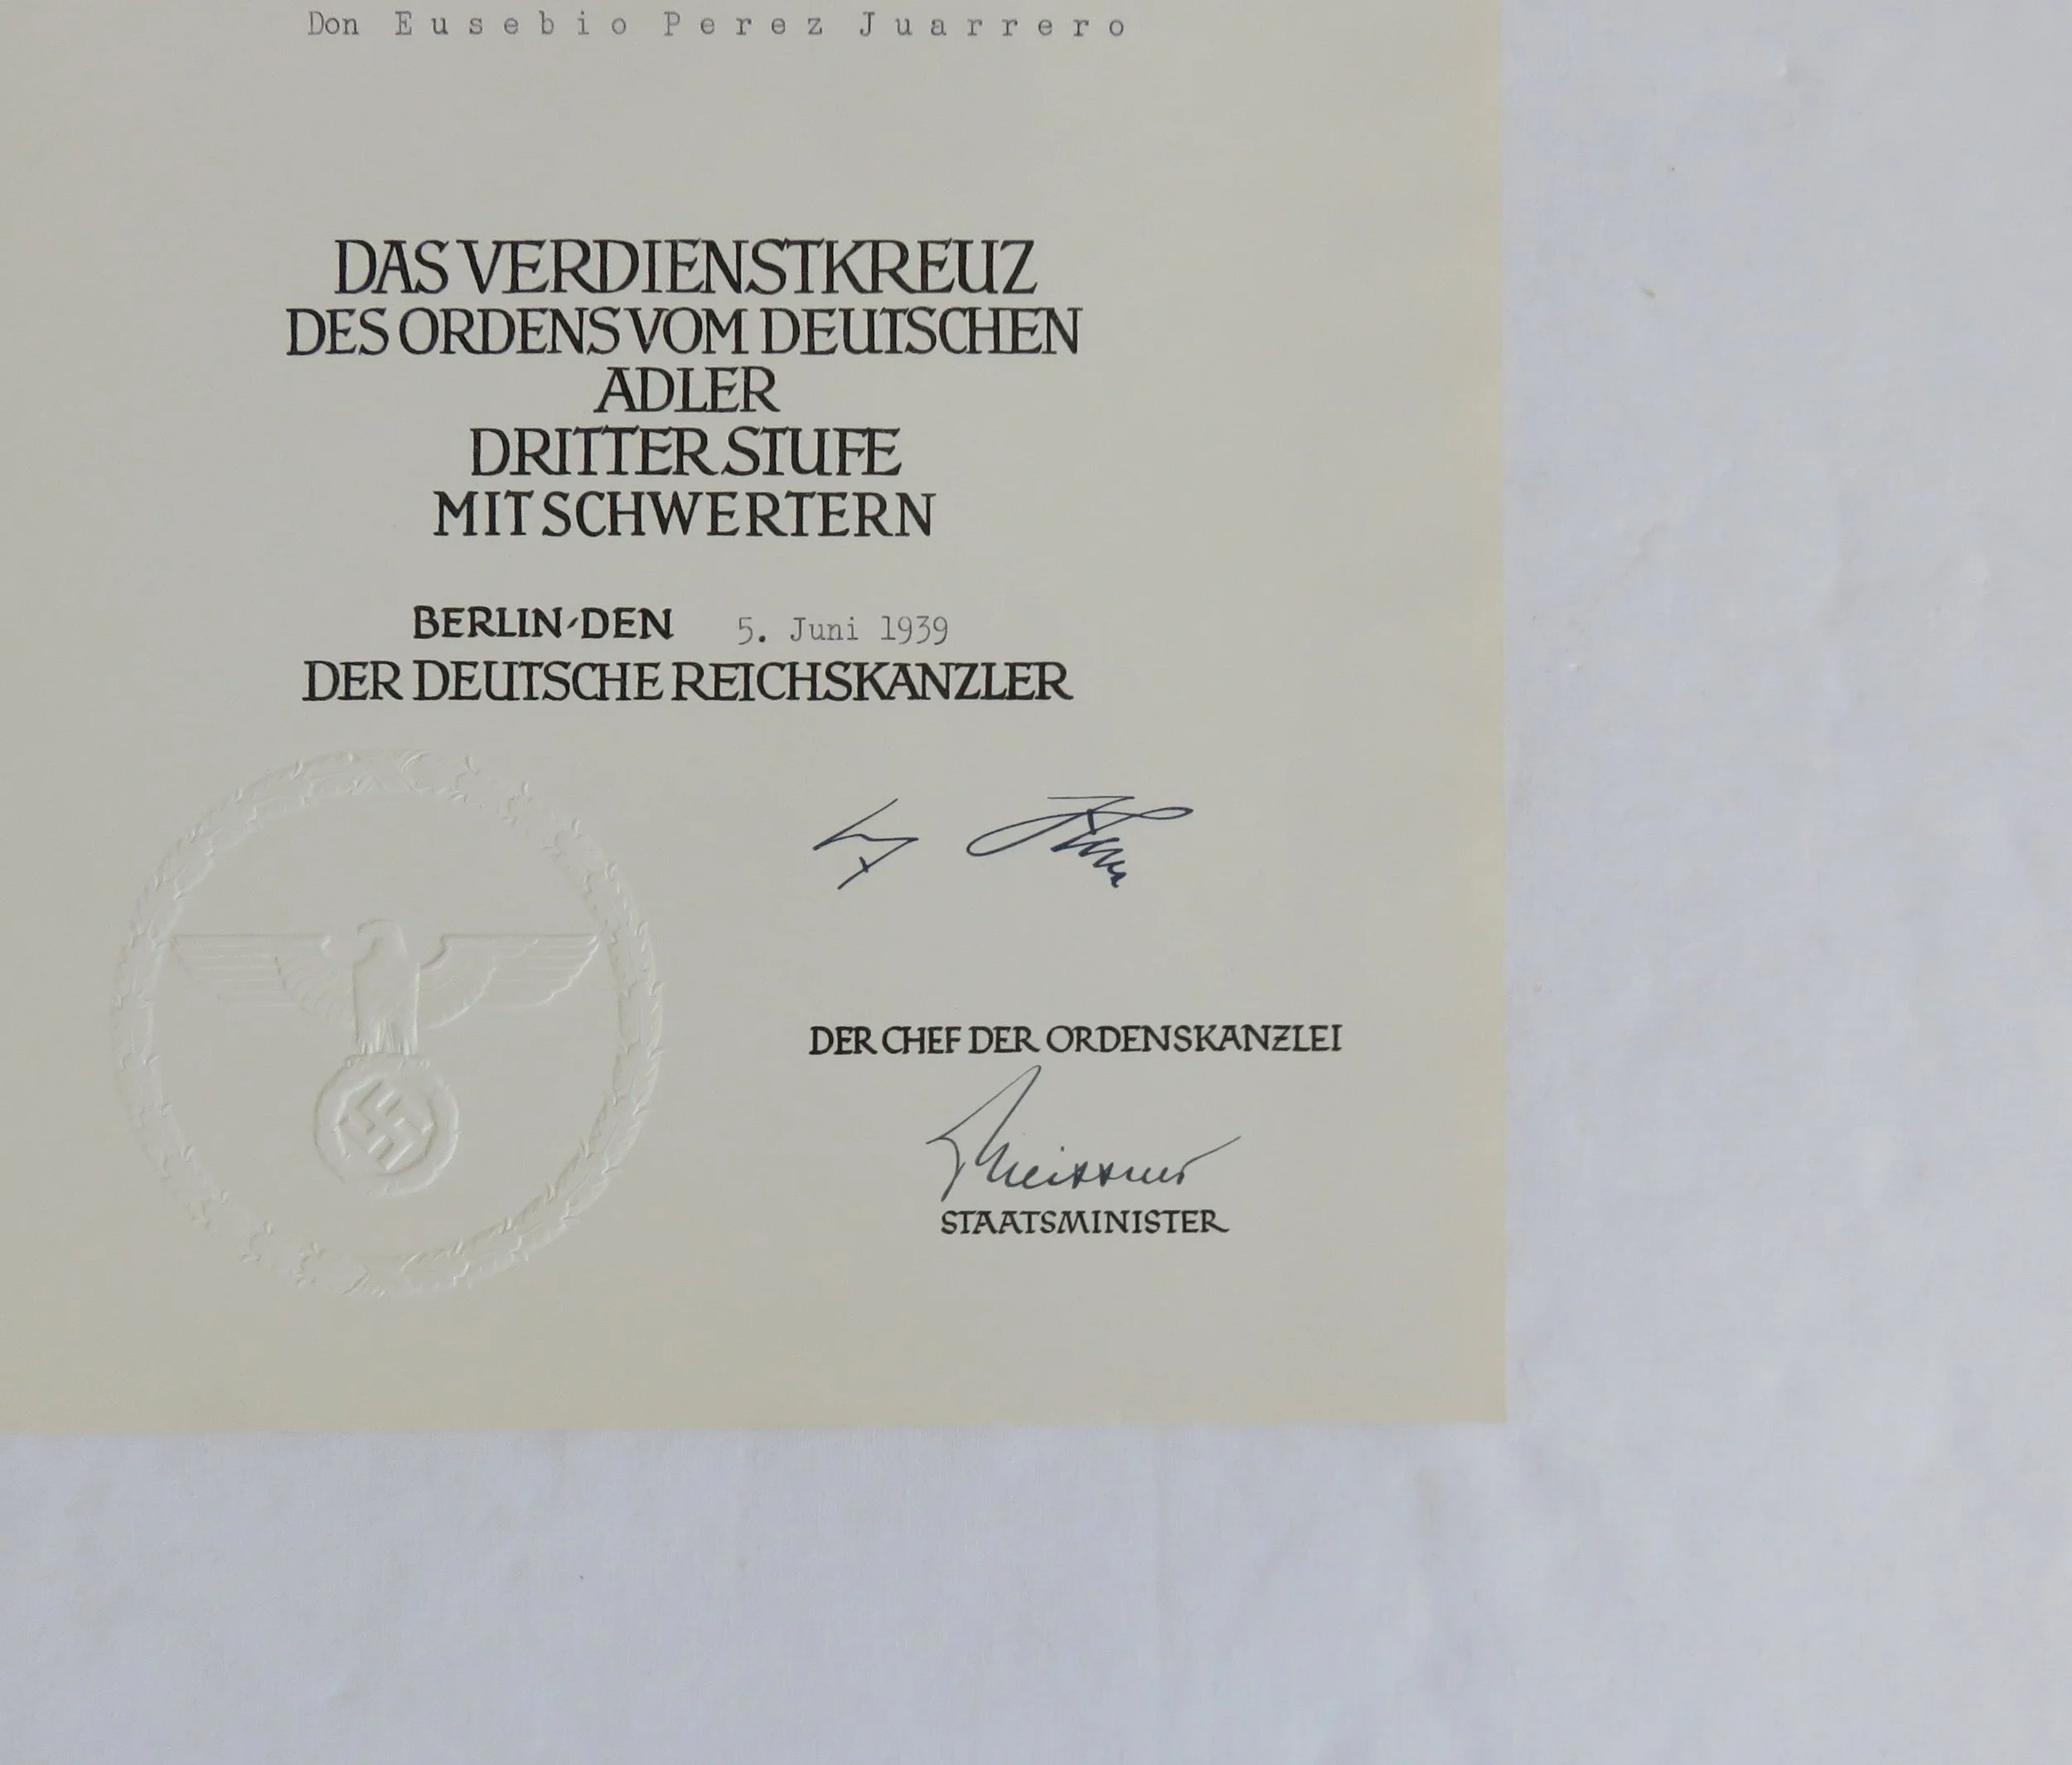 Don Eusebio Perez Juarrero
DAS VERDIENSTKREUZ
DES ORDENS VOM DEUTSCHEN
ADLER
DRITTER STUFE
MIT SCHWERTERN
BERLIN, DEN 5. Juni 1939
DER DEUTSCHE REICHSKANZLER
DER CHEF DER ORDENSKANZLEI
Meissner
STAATSMINISTER